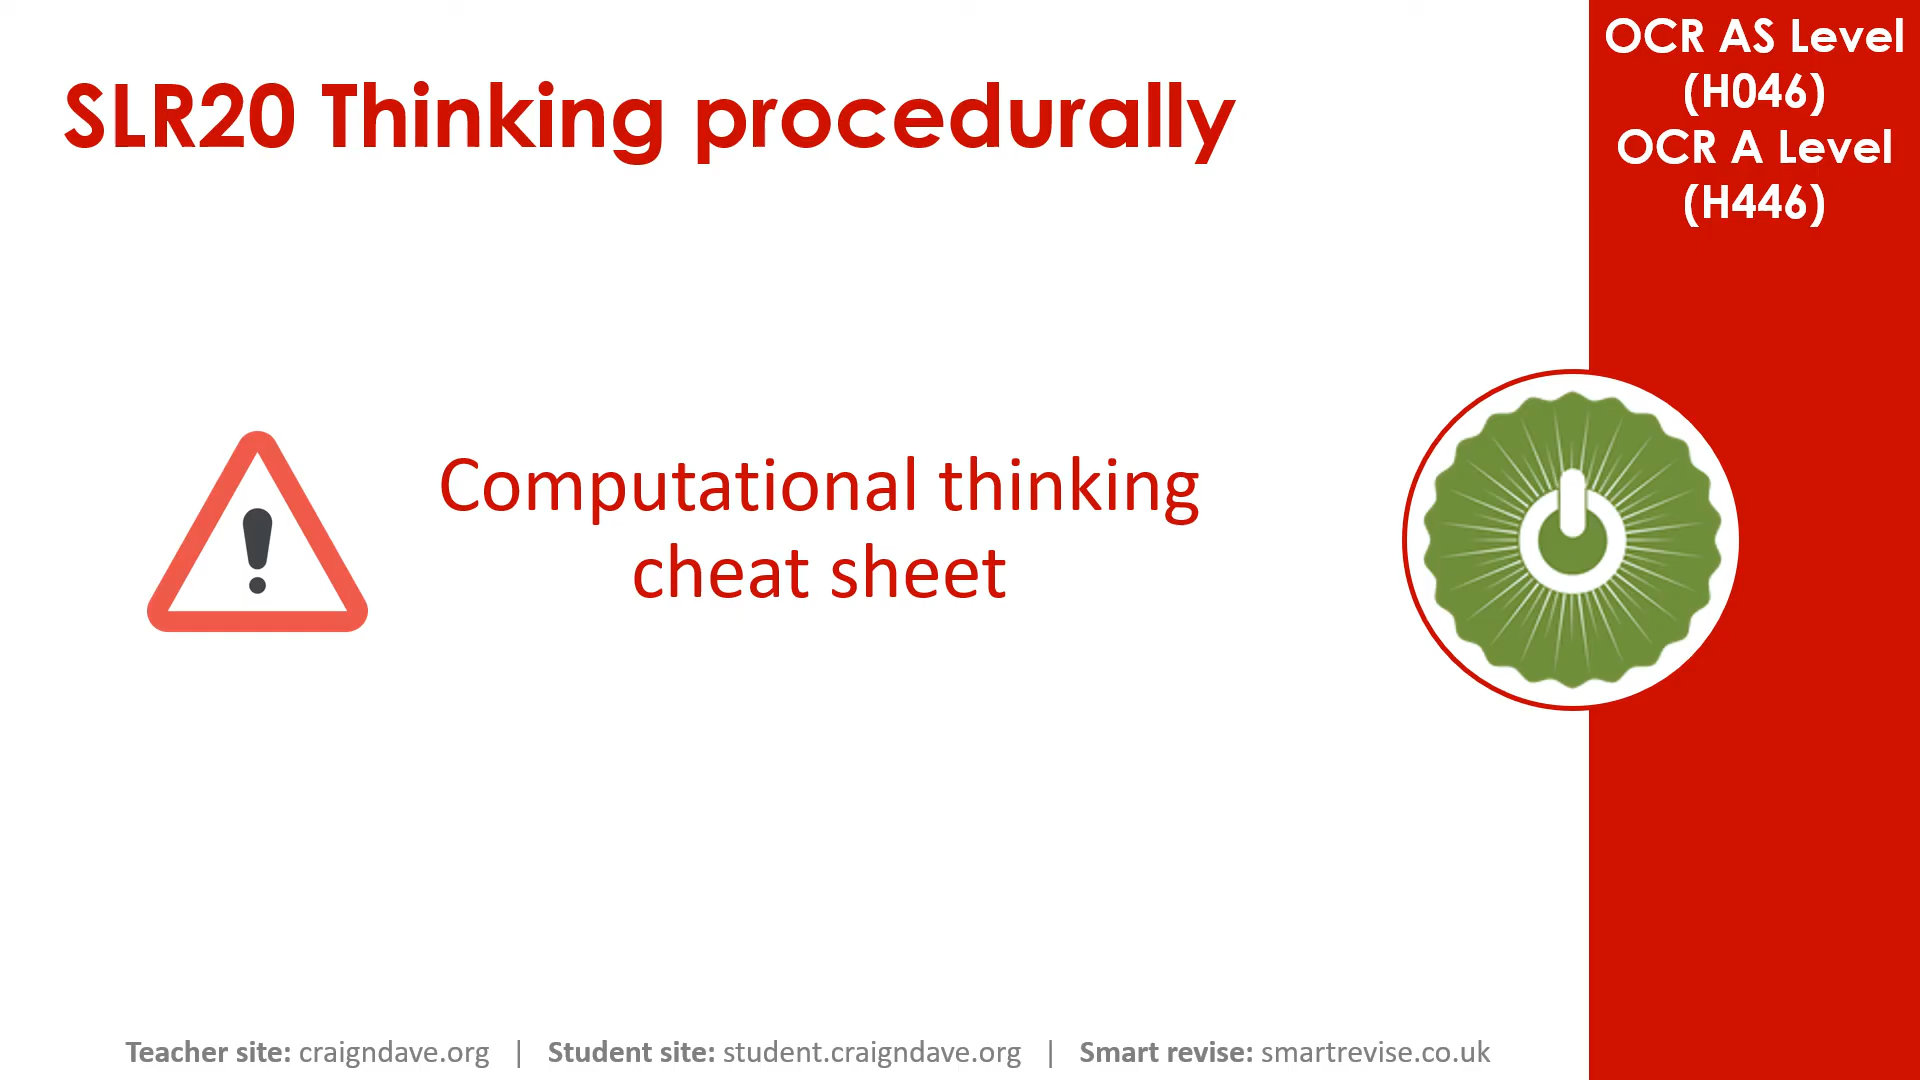 SLR20 Thinking procedurally
OCR AS Level
(H046)
OCR A Level
(H446)
Computational thinking
cheat sheet
Teacher site: craigndave.org | Student site: student.craigndave.org | Smart revise: smartrevise.co.uk